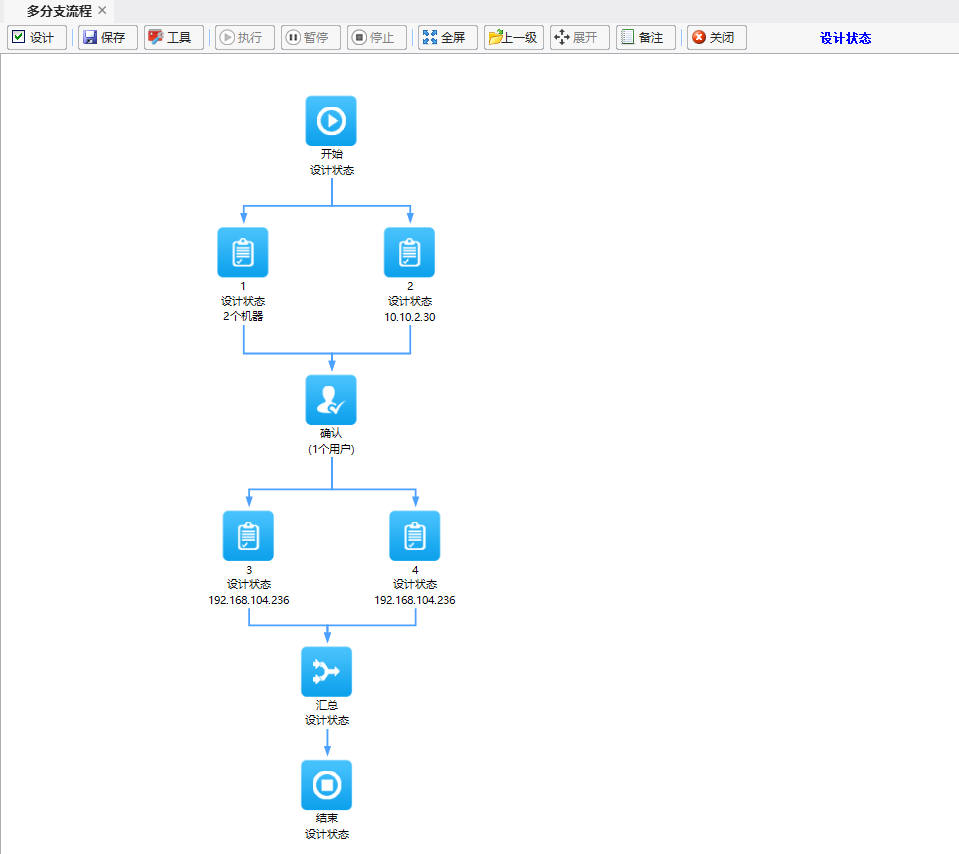 多分支流程
设计 保存 工具 执行 暂停 停止 全屏 上一级 展开 备注 关闭 设计状态
开始
设计状态
1 2
设计状态 设计状态
2个机器 10.10.2.30
确认
(1个用户)
3 4
设计状态 设计状态
192.168.104.236 192.168.104.236
汇总
设计状态
结束
设计状态